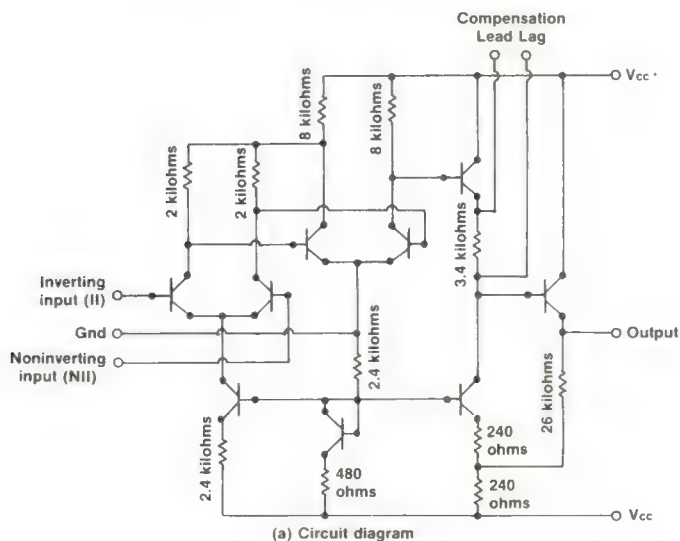 Compensation
Lead Lag
Vcc
8 kilohms
8 kilohms
2 kilohms
2 kilohms
3.4 kilohms
Inverting
input (II)
Gnd
Output
Noninverting
input (NII)
2.4 kilohms
26 kilohms
2.4 kilohms
240
ohms
480
ohms
240
ohms
Vcc
(a) Circuit diagram